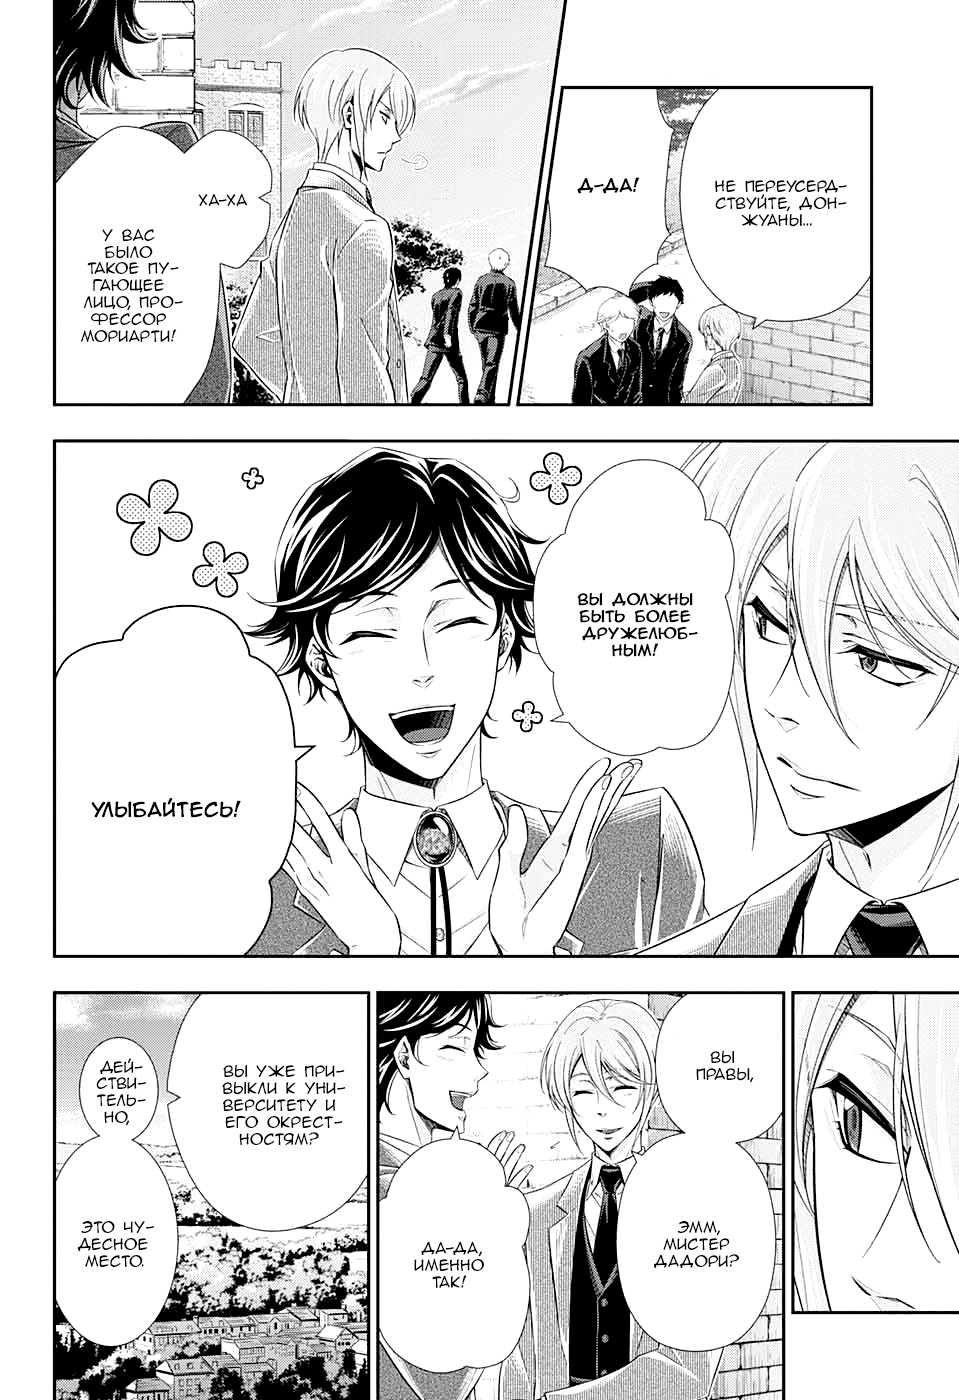 НЕ ПЕРЕУСЕРД-
СТВУЙТЕ, ДОН-
ЖУАНЫ...
Д-ДА!
ХА-ХА
У ВАС
БЫЛО
ТАКОЕ ПУ-
ГАЮЩЕЕ
ЛИЦО, ПРО-
ФЕССОР
МОРИАРТИ!
ВЫ ДОЛЖНЫ
БЫТЬ БОЛЕЕ
ДРУЖЕЛЮБ-
НЫМ!
УЛЫБАЙТЕСЬ!
ВЫ
ПРАВЫ,
ЭММ,
МИСТЕР
ДАДОРИ?
ДА-ДА,
ИМЕННО
ТАК!
ВЫ УЖЕ ПРИ-
ВЫКЛИ К УНИ-
ВЕРСИТЕТУ И
ЕГО ОКРЕСТ-
НОСТЯМ?
ДЕЙ-
СТВИ-
ТЕЛЬ-
НО,
ЭТО ЧУ-
ДЕСНОЕ
МЕСТО.